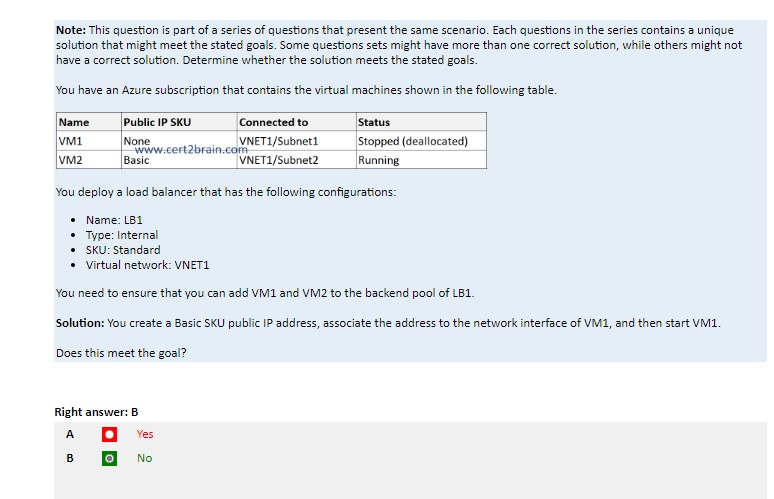 Note: This question is part of a series of questions that present the same scenario. Each questions in the series contains a unique
solution that might meet the stated goals. Some questions sets might have more than one correct solution, while others might not
have a correct solution. Determine whether the solution meets the stated goals.
You have an Azure subscription that contains the virtual machines shown in the following table.
Name Public IP SKU Connected to Status
VM1 None VNET1/Subnet1 Stopped (deallocated)
www.cert2brain.com
VM2 Basic VNET1/Subnet2 Running
You deploy a load balancer that has the following configurations:
• Name: LB1
• Type: Internal
• SKU: Standard
• Virtual network: VNET1
You need to ensure that you can add VM1 and VM2 to the backend pool of LB1.
Solution: You create a Basic SKU public IP address, associate the address to the network interface of VM1, and then start VM1.
Does this meet the goal?
Right answer: B
A Yes
B No